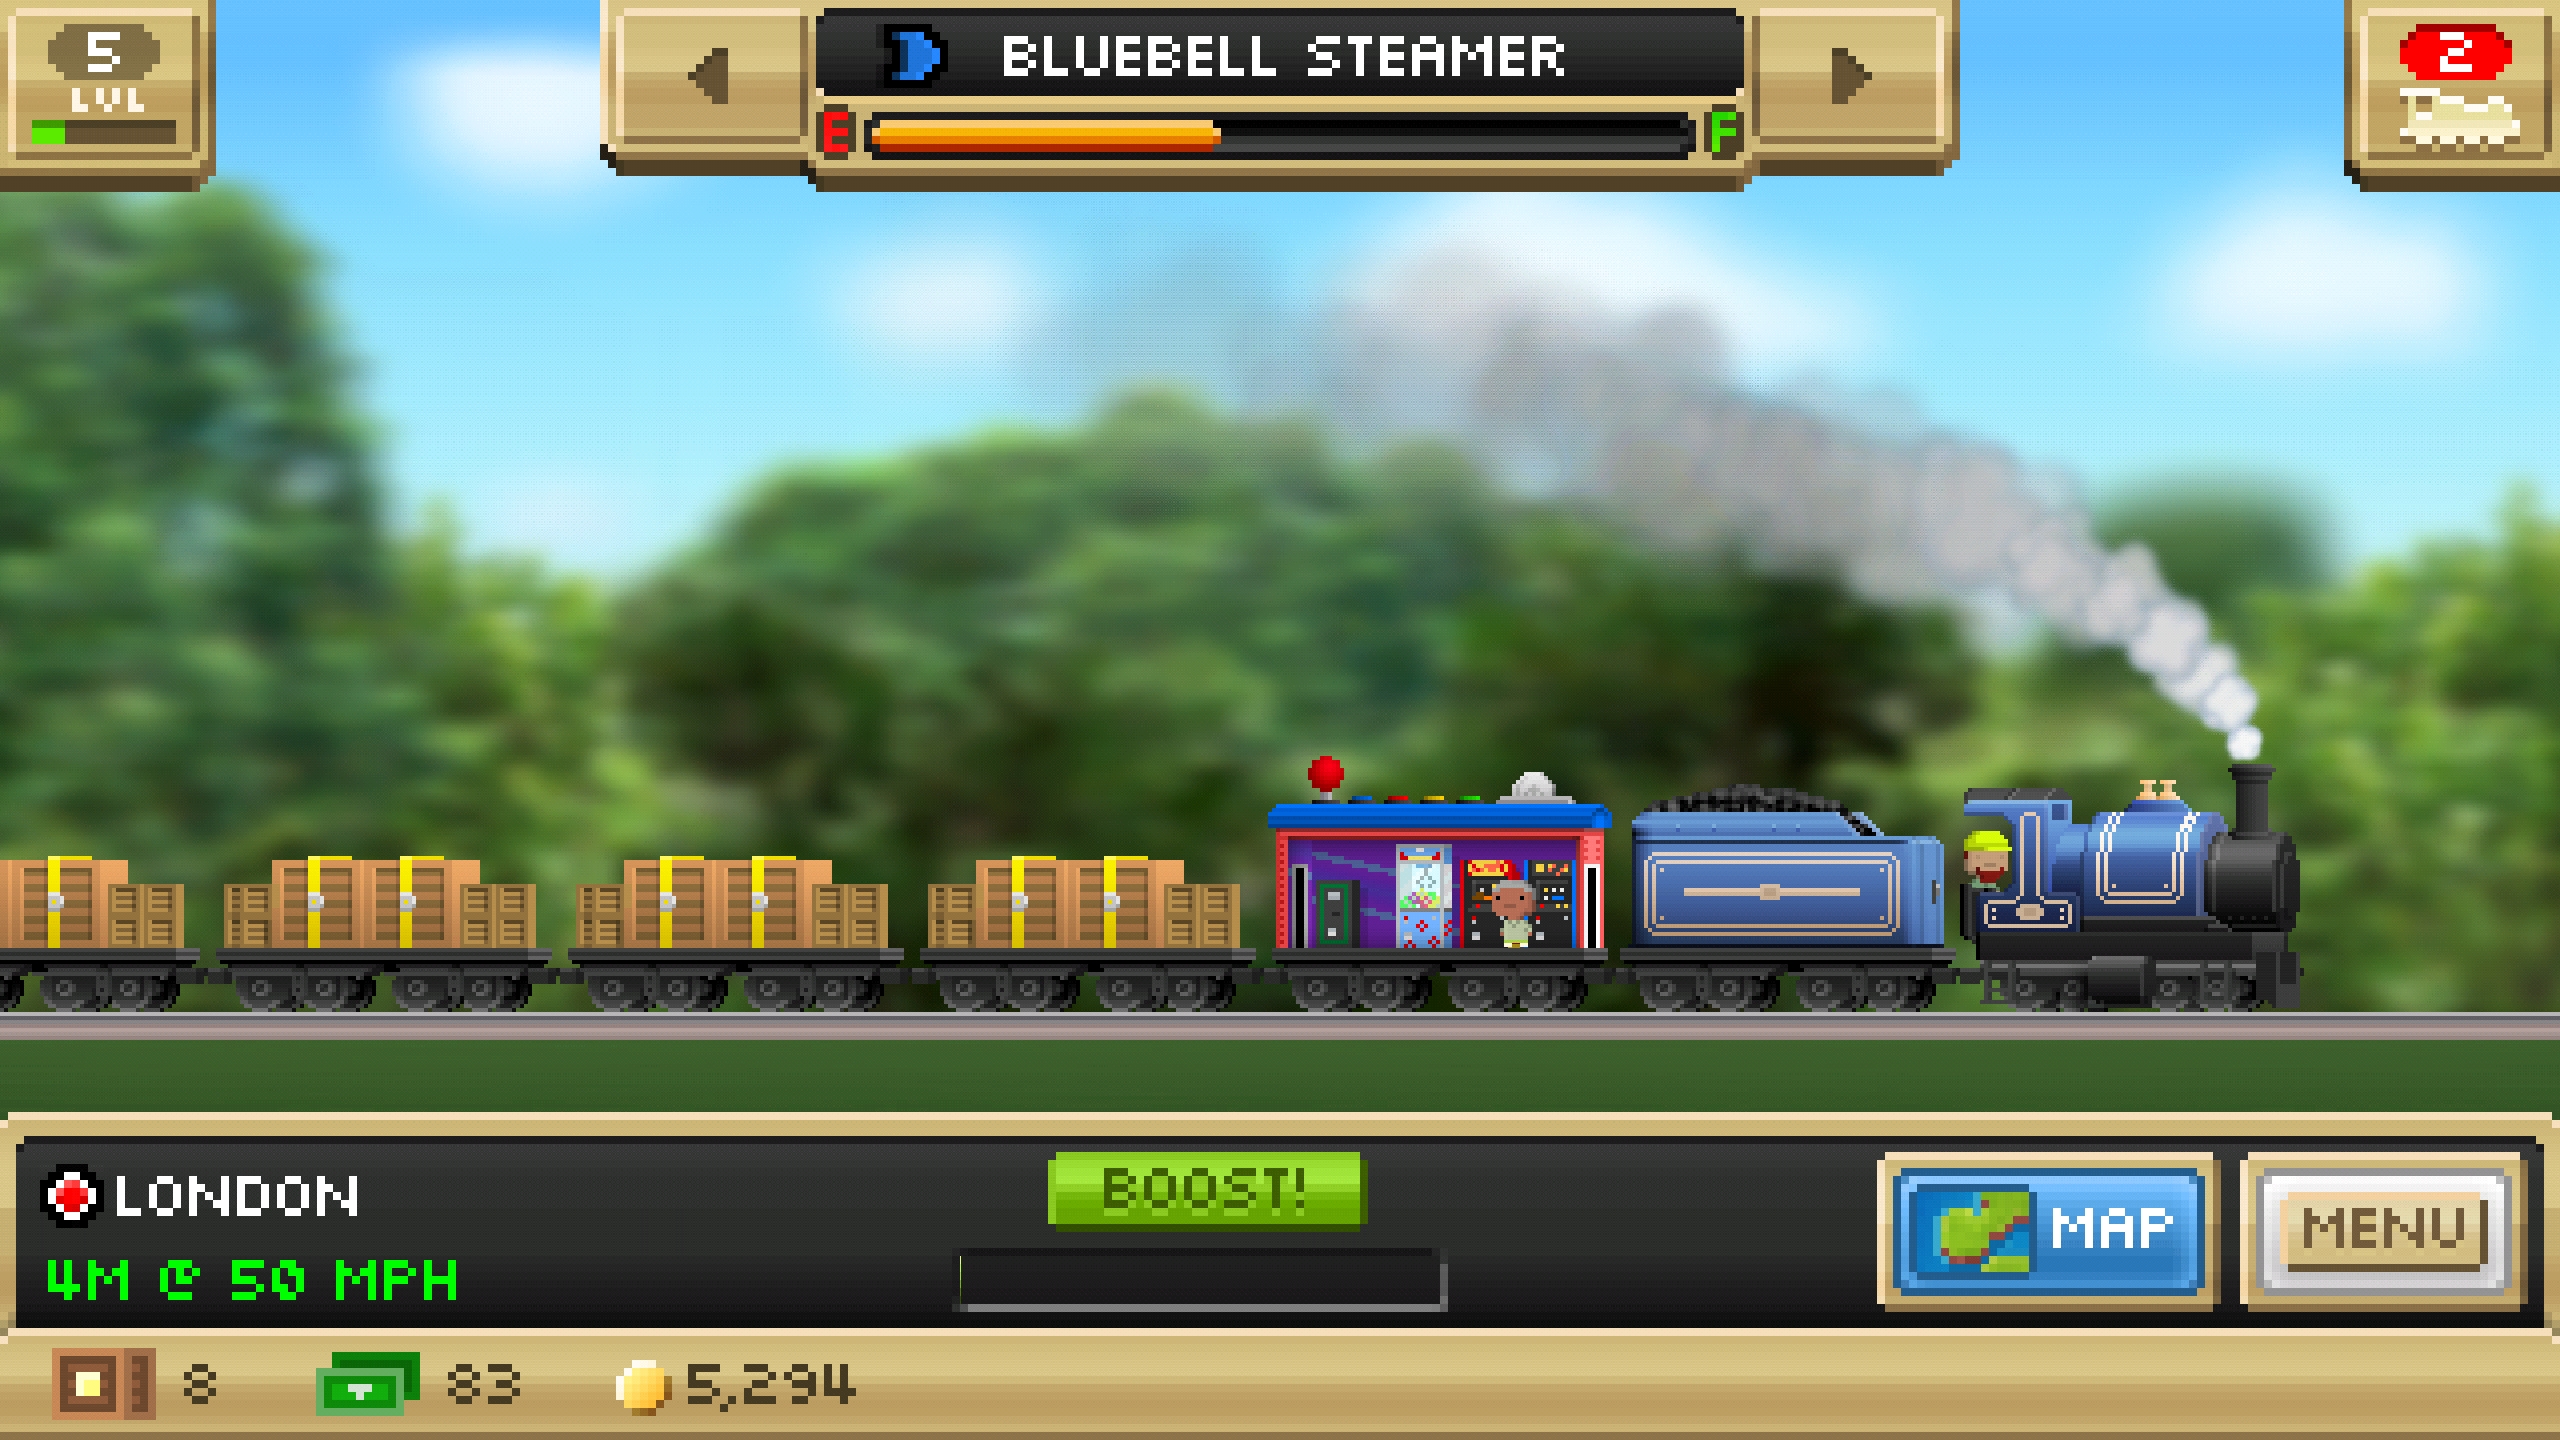 5
LVL
BLUEBELL STEAMER
E F
2
LONDON
4M @ 50 MPH
BOOST!
MAP
MENU
8 83 5,294